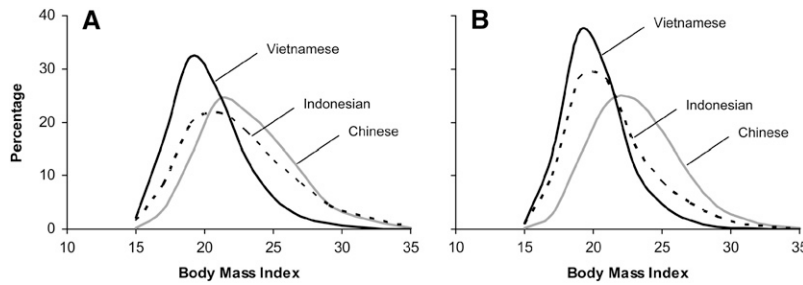 A
B
40
30
20
10
0
Percentage
Vietnamese
Indonesian
Chinese
Vietnamese
Indonesian
Chinese
10 15 20 25 30 35
10 15 20 25 30 35
Body Mass Index
Body Mass Index